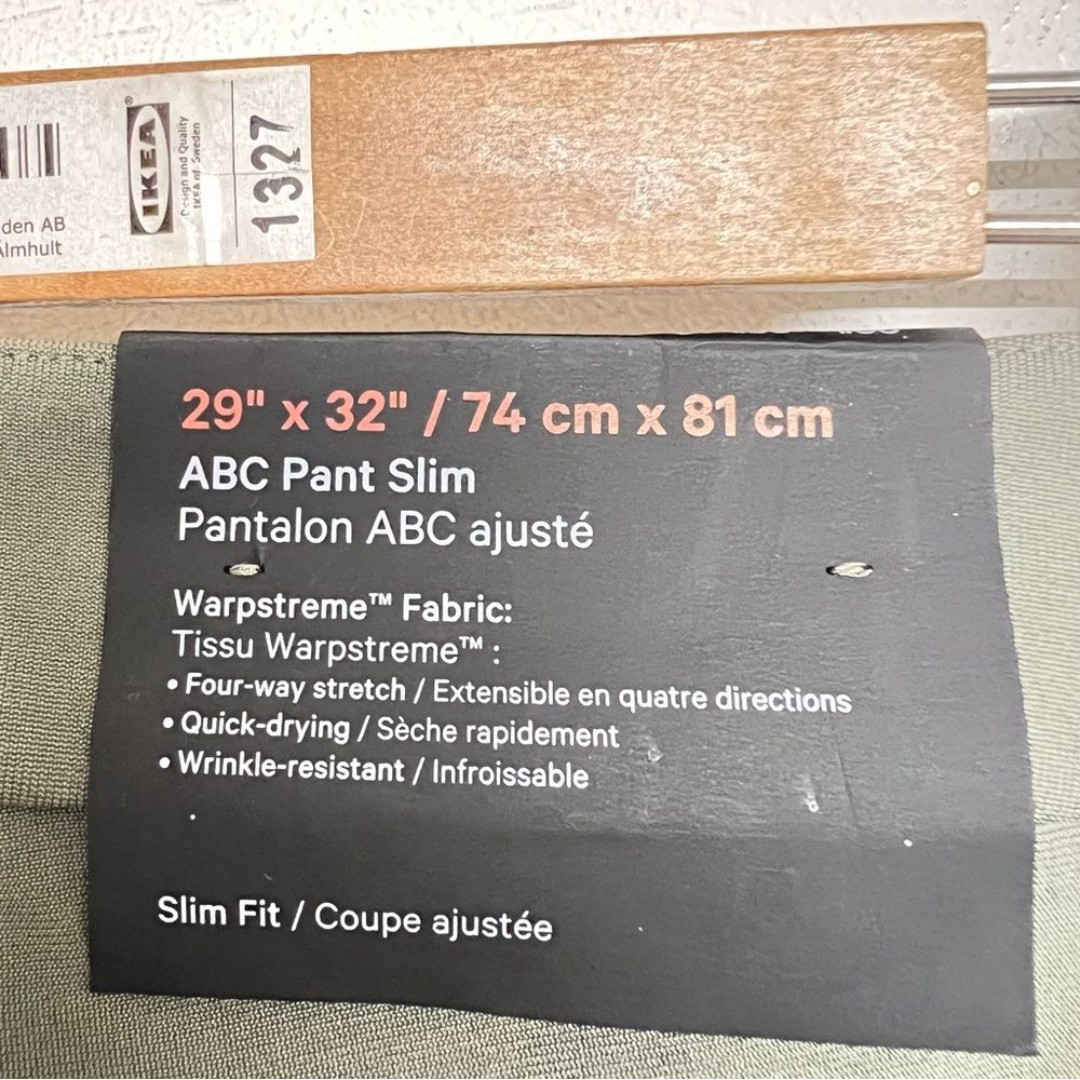 den AB
Älmhult
IKEA®
Design and Quality
IKEA of Sweden
1327
29" x 32" / 74 cm x 81 cm
ABC Pant Slim
Pantalon ABC ajusté
Warpstreme™ Fabric:
Tissu Warpstreme™ :
• Four-way stretch / Extensible en quatre directions
• Quick-drying / Sèche rapidement
• Wrinkle-resistant / Infroissable
Slim Fit / Coupe ajustée